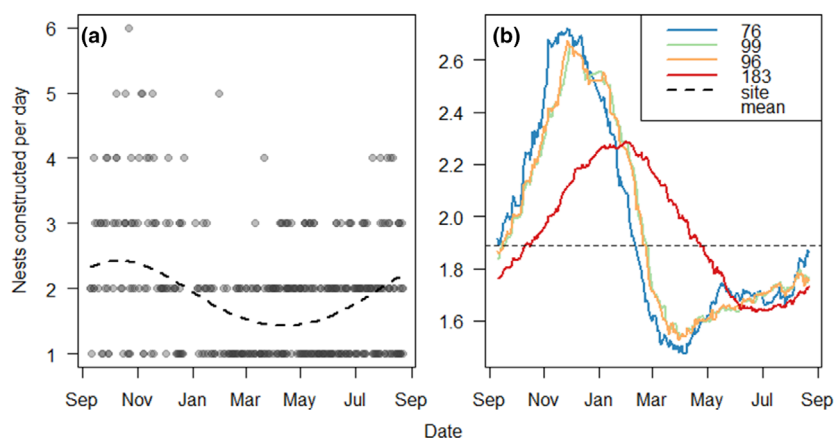 (a)
Nests constructed per day
6
5
4
3
2
1
Sep Nov Jan Mar May Jul Sep
(b)
76
99
96
183
site
mean
2.6
2.4
2.2
2.0
1.8
1.6
Sep Nov Jan Mar May Jul Sep
Date